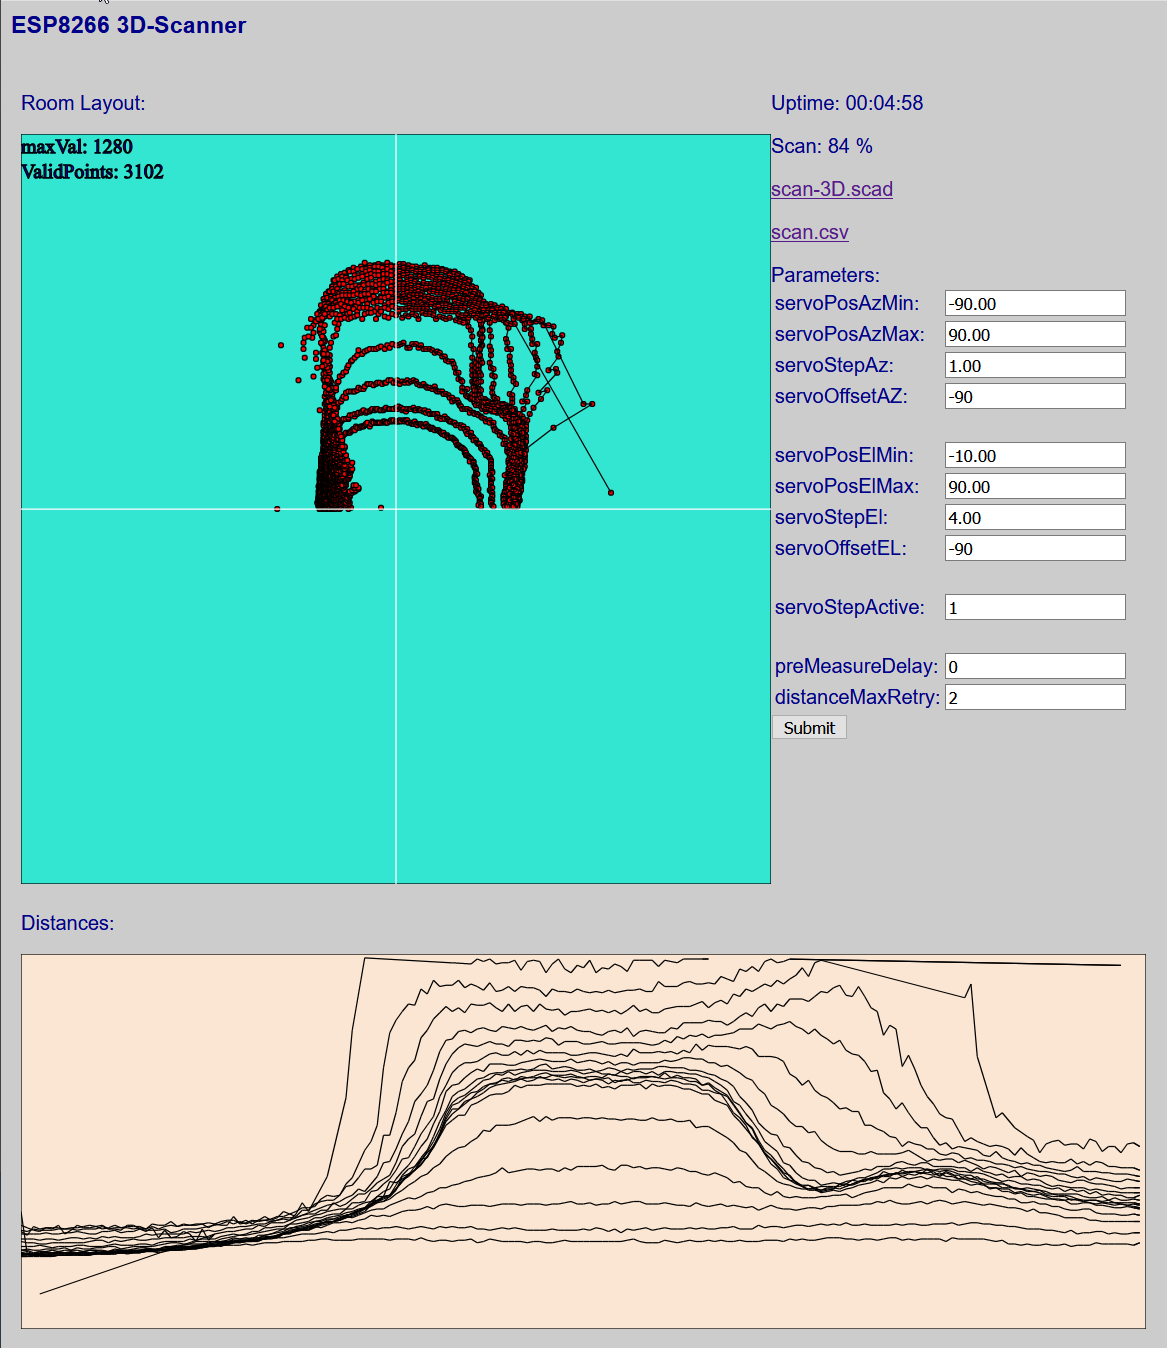 ESP8266 3D-Scanner
Room Layout:
maxVal: 1280
ValidPoints: 3102
Uptime: 00:04:58
Scan: 84 %
scan-3D.scad
scan.csv
Parameters:
servoPosAzMin: -90.00
servoPosAzMax: 90.00
servoStepAz: 1.00
servoOffsetAZ: -90
servoPosElMin: -10.00
servoPosElMax: 90.00
servoStepEl: 4.00
servoOffsetEL: -90
servoStepActive: 1
preMeasureDelay: 0
distanceMaxRetry: 2
Submit
Distances: